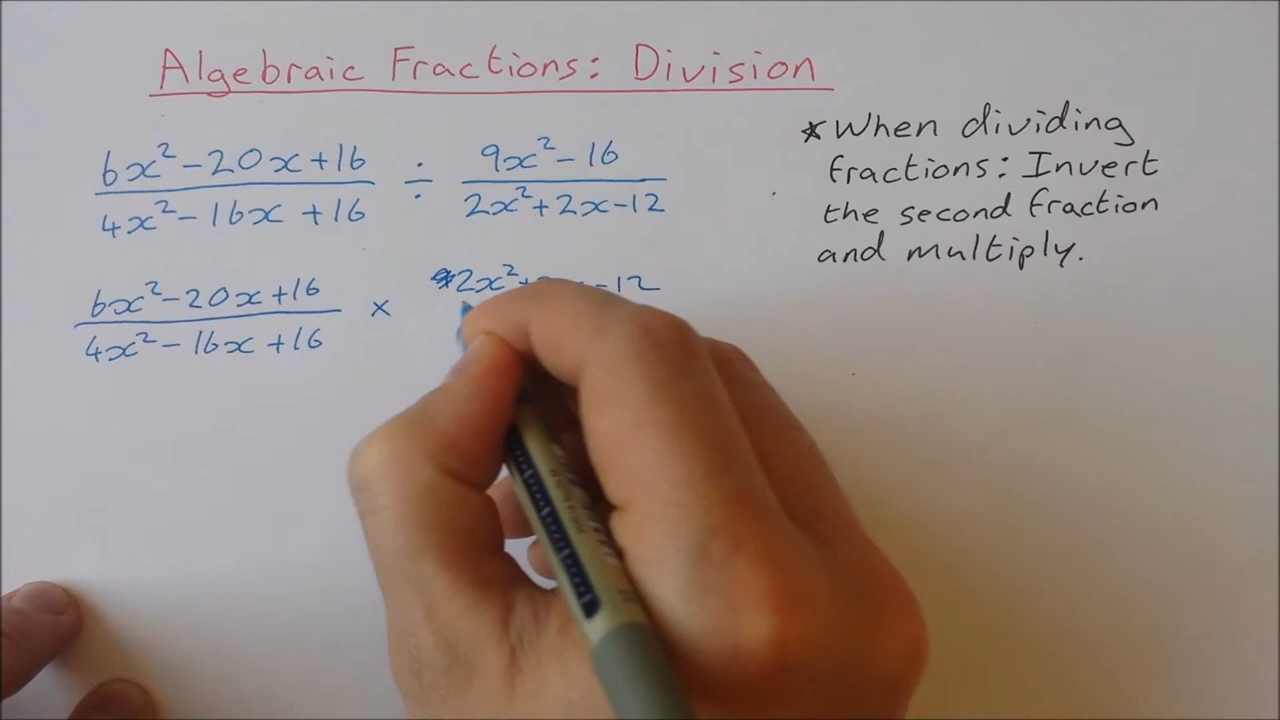 Algebraic Fractions: Division
6x²-20x+16 ÷ 9x²-16
4x²-16x+16 2x²+2x-12
*When dividing
fractions: Invert
the second fraction
and multiply.
6x²-20x+16 × 2x²+ -12
4x²-16x+16